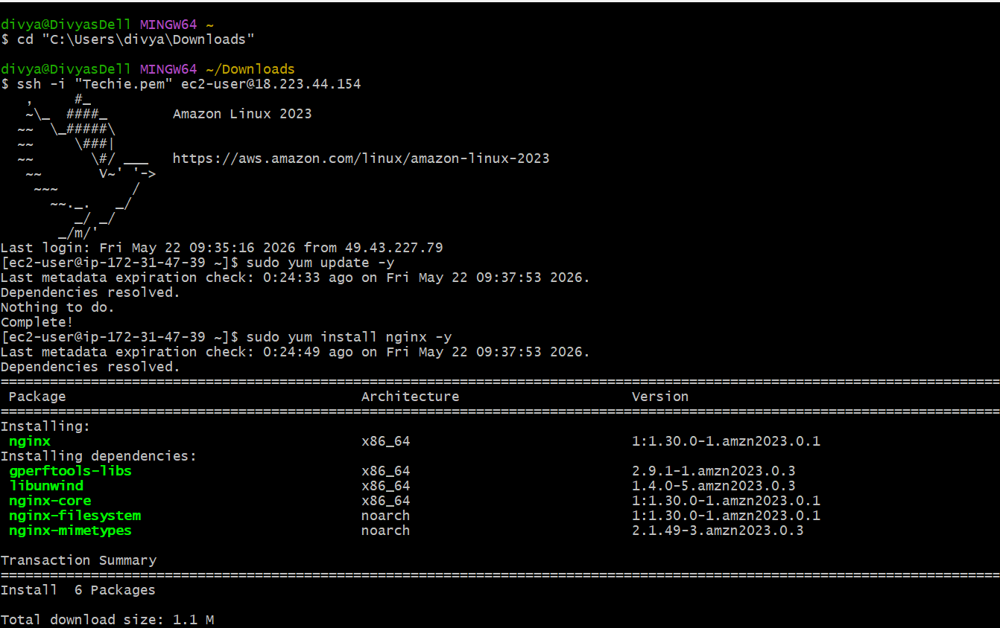 divya@DivyasDell MINGW64 ~
$ cd "C:\Users\divya\Downloads"
divya@DivyasDell MINGW64 ~/Downloads
$ ssh -i "Techie.pem" ec2-user@18.223.44.154
   ,     #_
   ~\_  ####_        Amazon Linux 2023
  ~~  \_#####\
  ~~     \###|
  ~~       \#/ ___   https://aws.amazon.com/linux/amazon-linux-2023
   ~~       V~' '->
    ~~~         /
      ~~._.   _/
         _/ _/
       _/m/'
Last login: Fri May 22 09:35:16 2026 from 49.43.227.79
[ec2-user@ip-172-31-47-39 ~]$ sudo yum update -y
Last metadata expiration check: 0:24:33 ago on Fri May 22 09:37:53 2026.
Dependencies resolved.
Nothing to do.
Complete!
[ec2-user@ip-172-31-47-39 ~]$ sudo yum install nginx -y
Last metadata expiration check: 0:24:49 ago on Fri May 22 09:37:53 2026.
Dependencies resolved.
================================================================================
 Package Architecture Version
================================================================================
Installing:
 nginx x86_64 1:1.30.0-1.amzn2023.0.1
Installing dependencies:
 gperftools-libs x86_64 2.9.1-1.amzn2023.0.3
 libunwind x86_64 1.4.0-5.amzn2023.0.3
 nginx-core x86_64 1:1.30.0-1.amzn2023.0.1
 nginx-filesystem noarch 1:1.30.0-1.amzn2023.0.1
 nginx-mimetypes noarch 2.1.49-3.amzn2023.0.3
Transaction Summary
================================================================================
Install  6 Packages
Total download size: 1.1 M